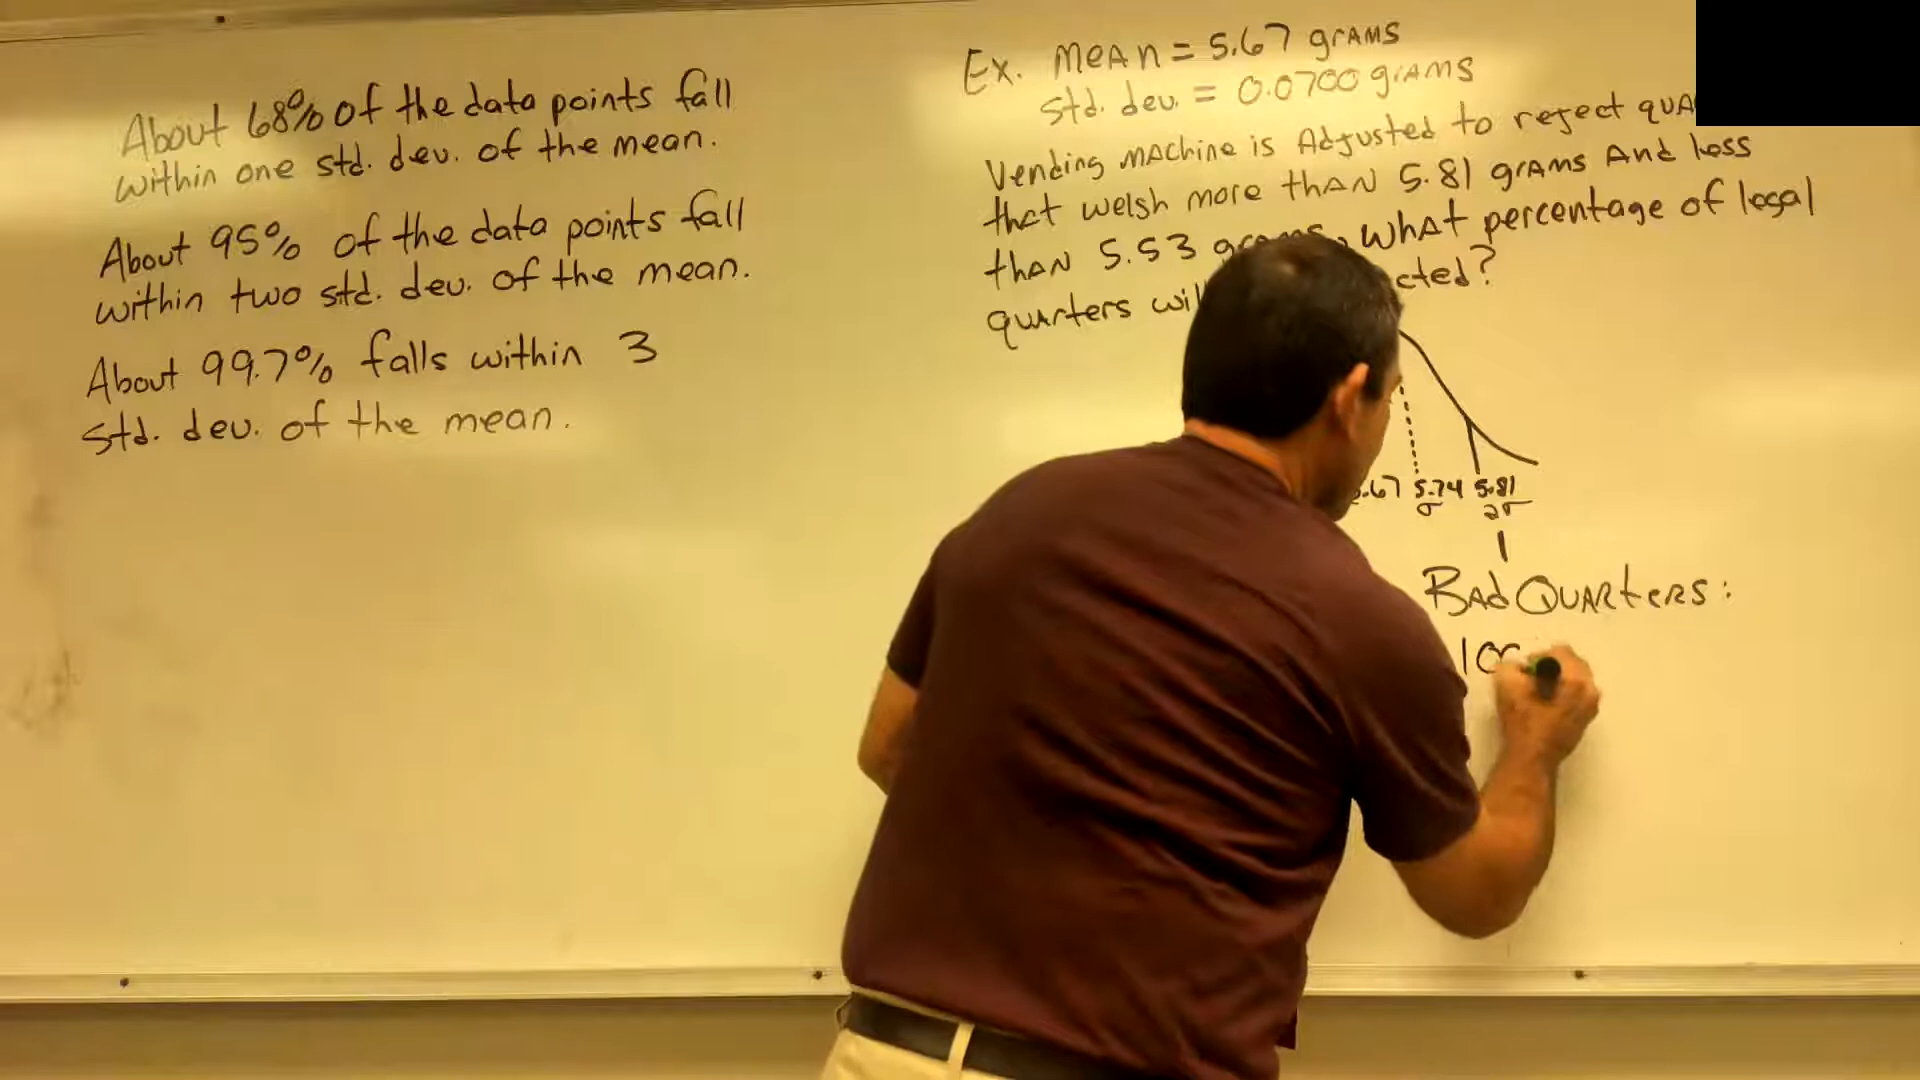 About 68% of the data points fall
within one std. dev. of the mean.
About 95% of the data points fall
within two std. dev. of the mean.
About 99.7% falls within 3
std. dev. of the mean.
Ex. Mean = 5.67 grams
std. dev. = 0.0700 grams
Vending machine is Adjusted to reject
that weigh more than 5.81 grams And less
than 5.53 what percentage of legal
quarters
5.74 5.81
σ 2σ
Bad Quarters: